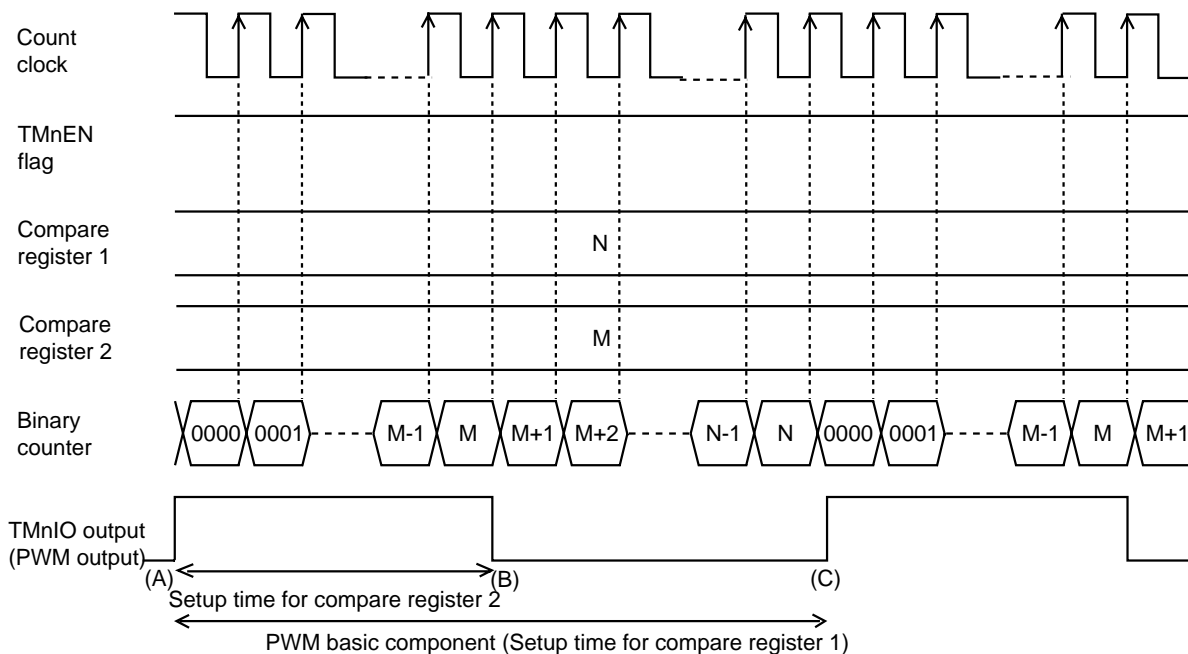 Count
clock
TMnEN
flag
Compare
register 1
N
Compare
register 2
M
Binary
counter
0000 0001 M-1 M M+1 M+2 N-1 N 0000 0001 M-1 M M+1
TMnIO output
(PWM output)
(A) (B) (C)
Setup time for compare register 2
PWM basic component (Setup time for compare register 1)